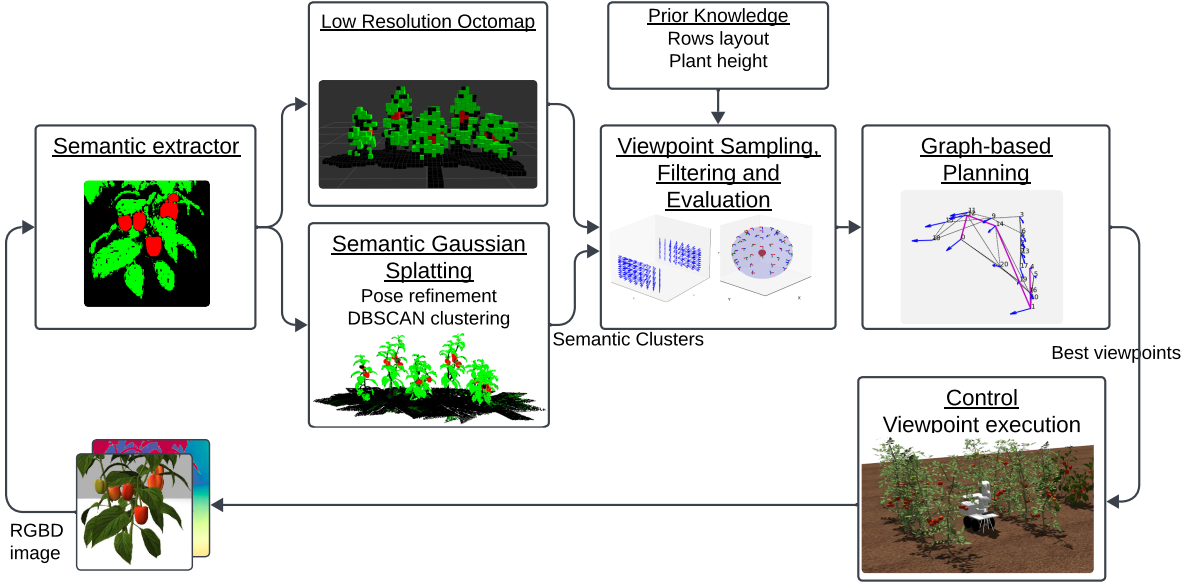 Low Resolution Octomap
Prior Knowledge
Rows layout
Plant height
Semantic extractor
Semantic Gaussian
Splatting
Pose refinement
DBSCAN clustering
Viewpoint Sampling,
Filtering and
Evaluation
Graph-based
Planning
Semantic Clusters
Best viewpoints
Control
Viewpoint execution
RGBD
image